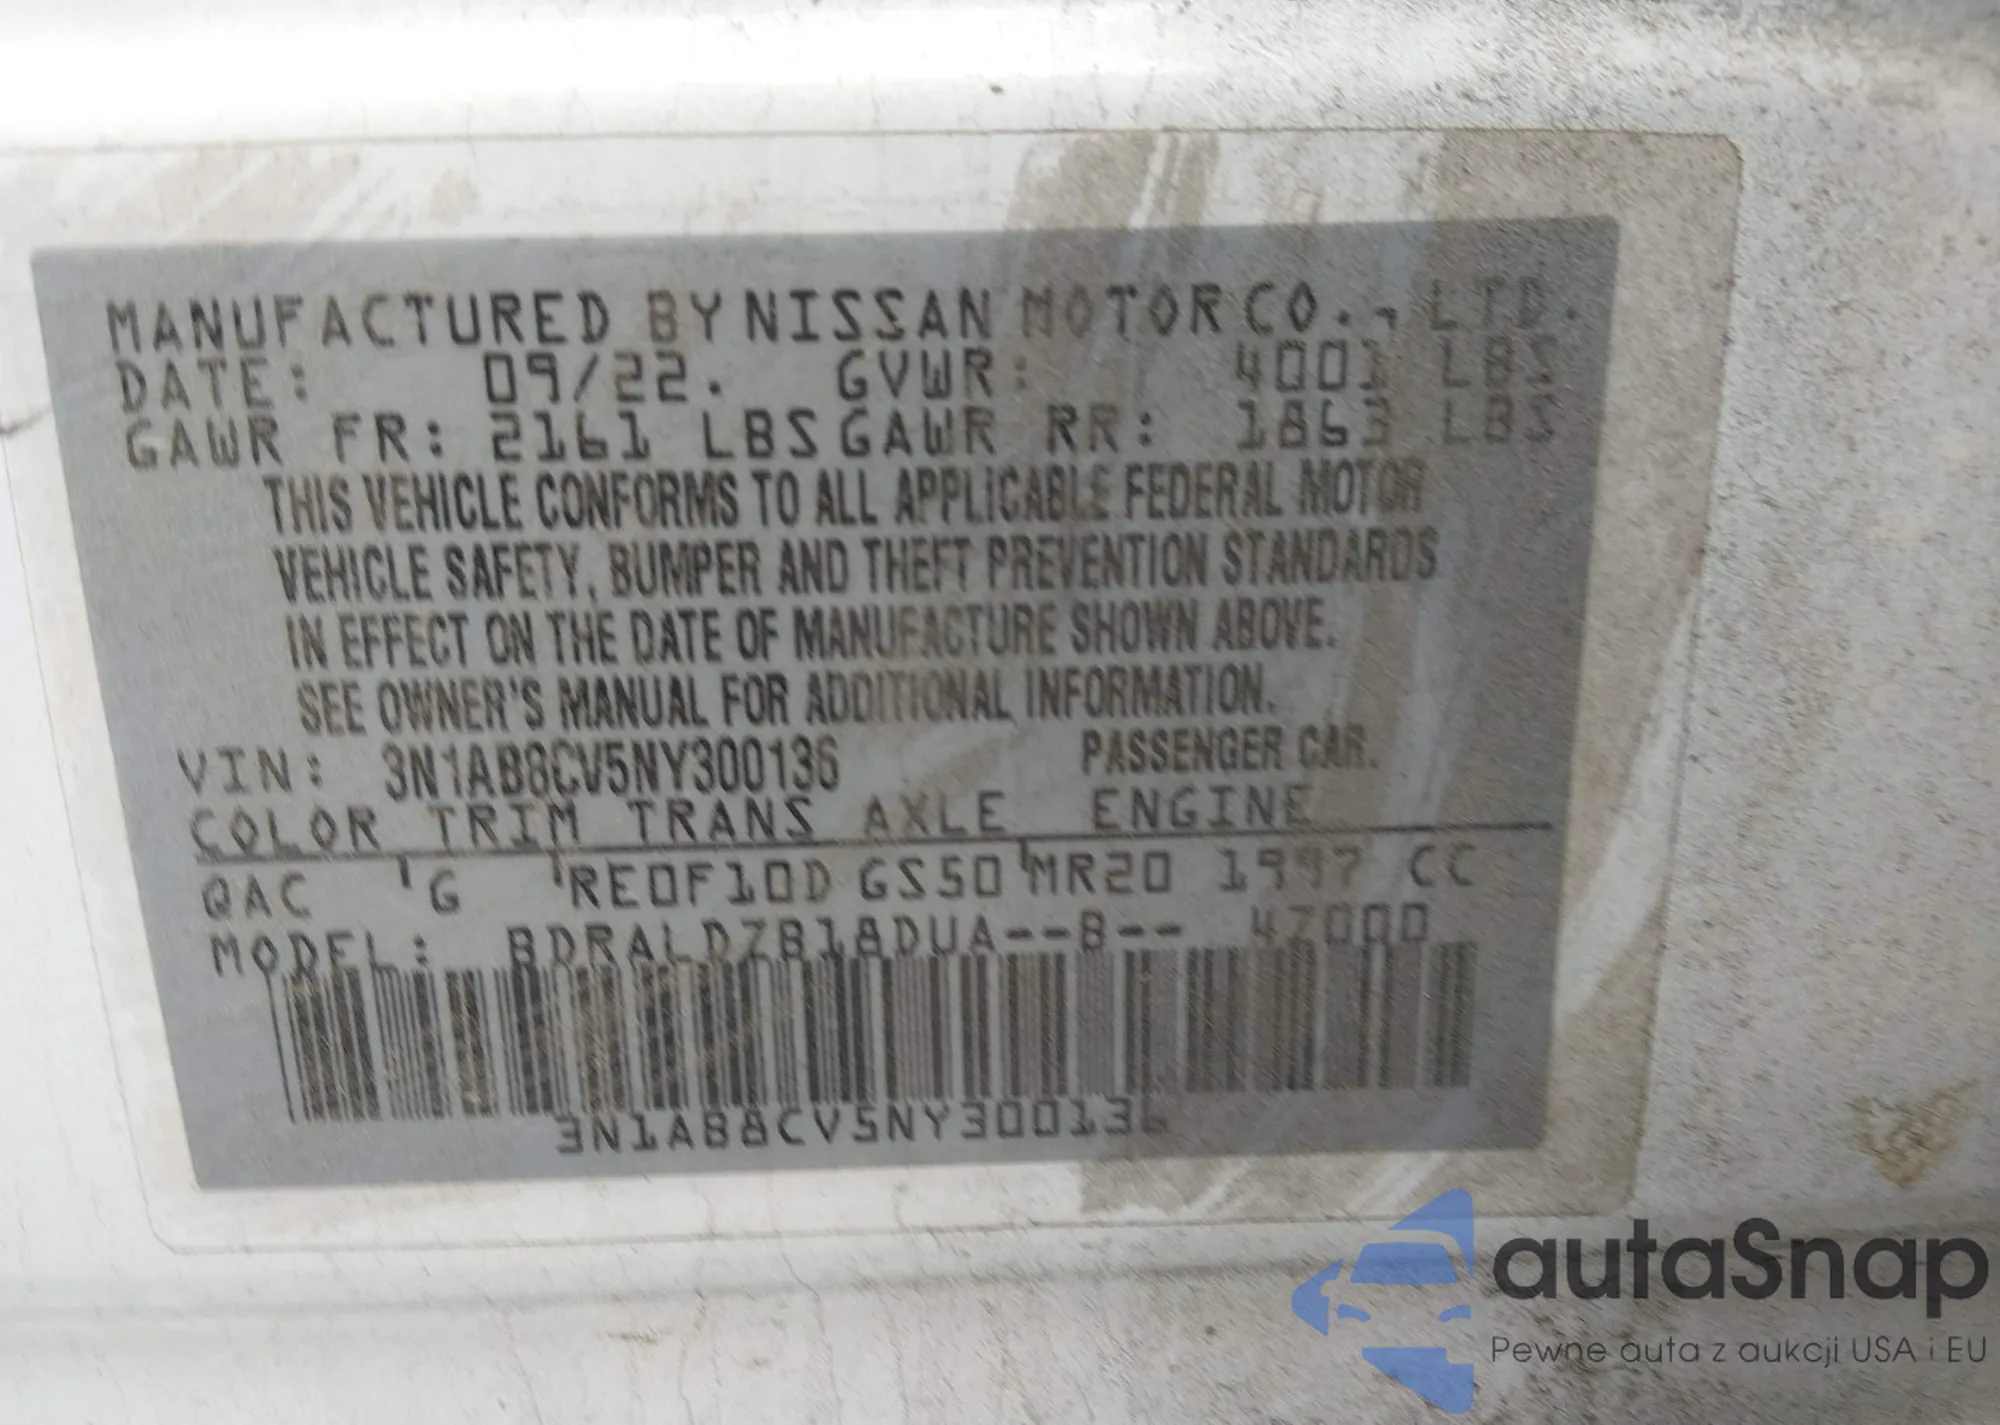 MANUFACTURED BY NISSAN MOTOR CO., LTD.
DATE: 09/22. GVWR: 4001 LBS
GAWR FR: 2161 LBS GAWR RR: 1863 LBS
THIS VEHICLE CONFORMS TO ALL APPLICABLE FEDERAL MOTOR
VEHICLE SAFETY, BUMPER AND THEFT PREVENTION STANDARDS
IN EFFECT ON THE DATE OF MANUFACTURE SHOWN ABOVE.
SEE OWNER'S MANUAL FOR ADDITIONAL INFORMATION.
VIN: 3N1AB8CV5NY300136 PASSENGER CAR.
COLOR TRIM TRANS AXLE ENGINE
QAC G RE0F10D GS50 MR20 1997 CC
MODEL: BDRALDZB18DUA--B-- 47000
3N1AB8CV5NY300136
autaSnap
Pewne auta z aukcji USA i EU